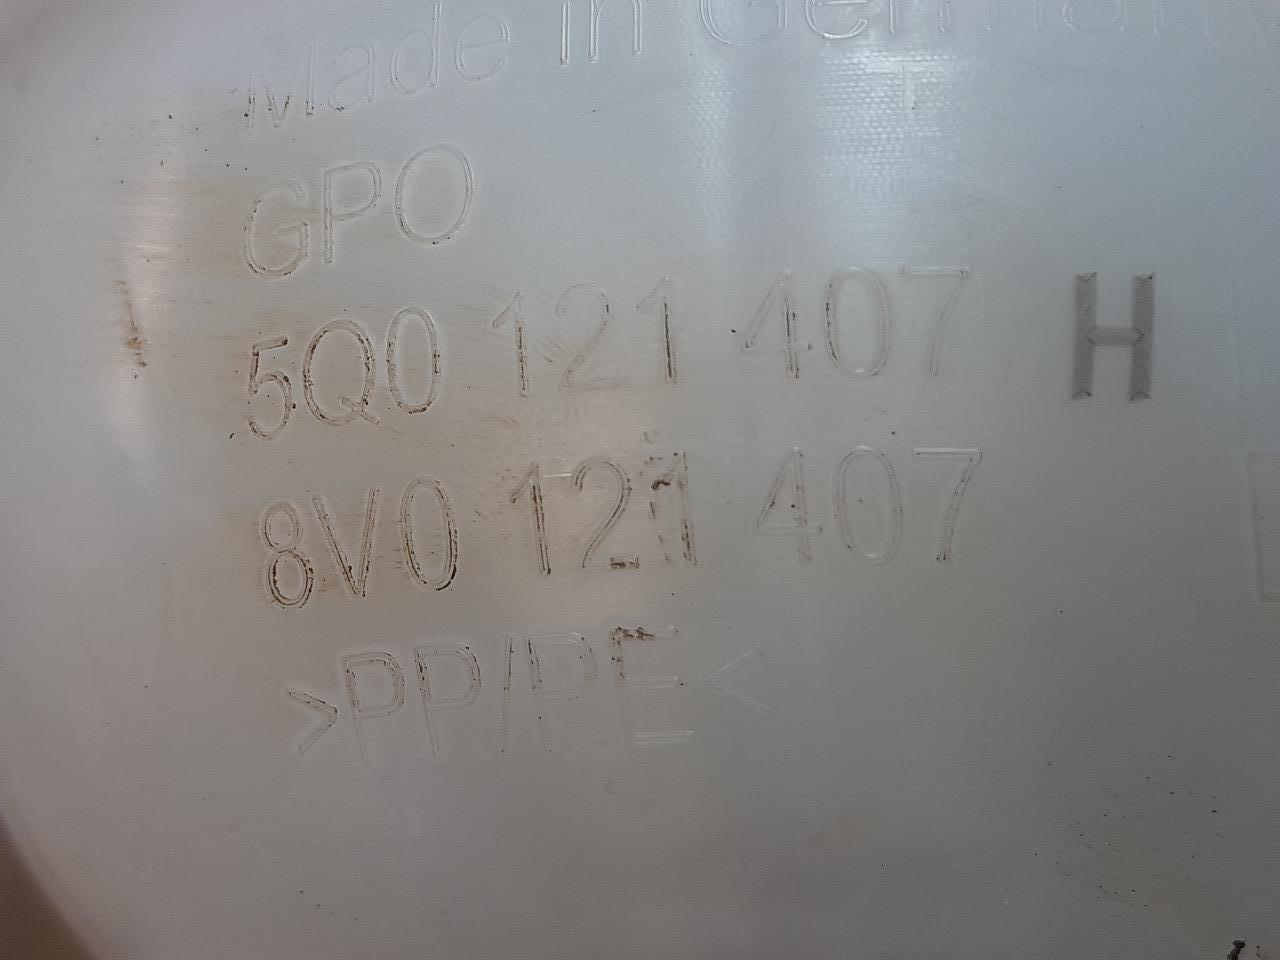 Made in Germany
GPO
5Q0 121 407 H
8V0 121 407
>PP/PE<